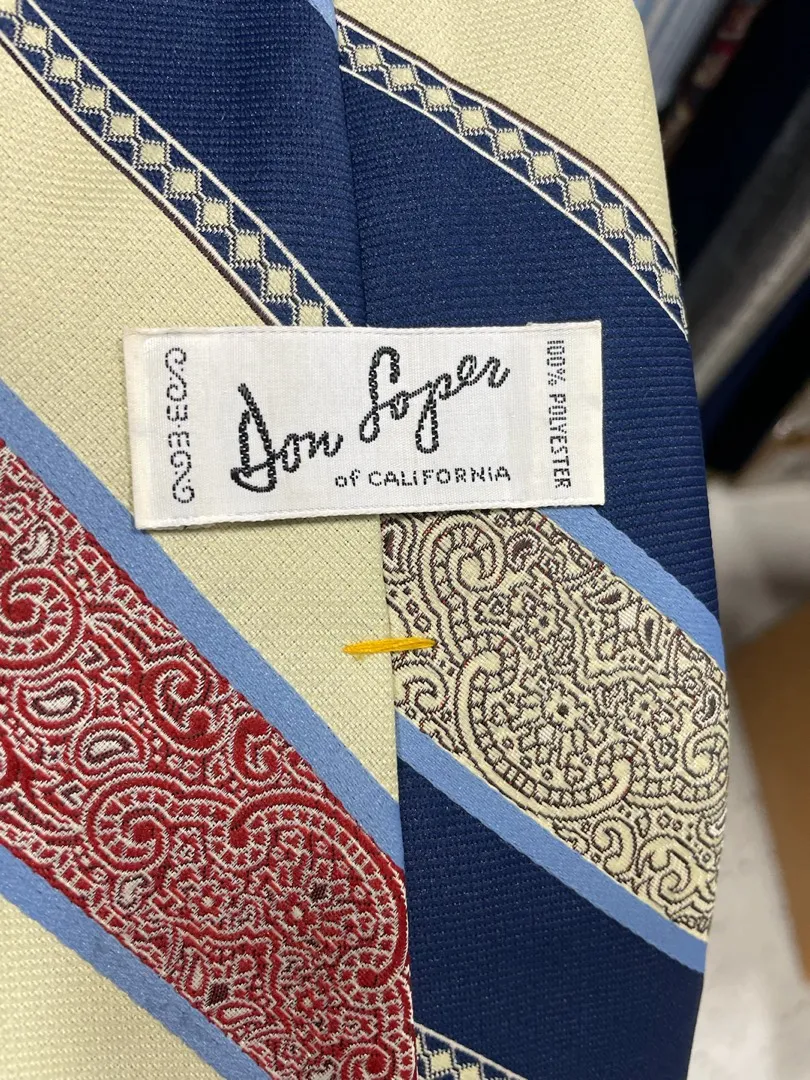 Don Loper
of CALiFORNIA
100% POLYESTER